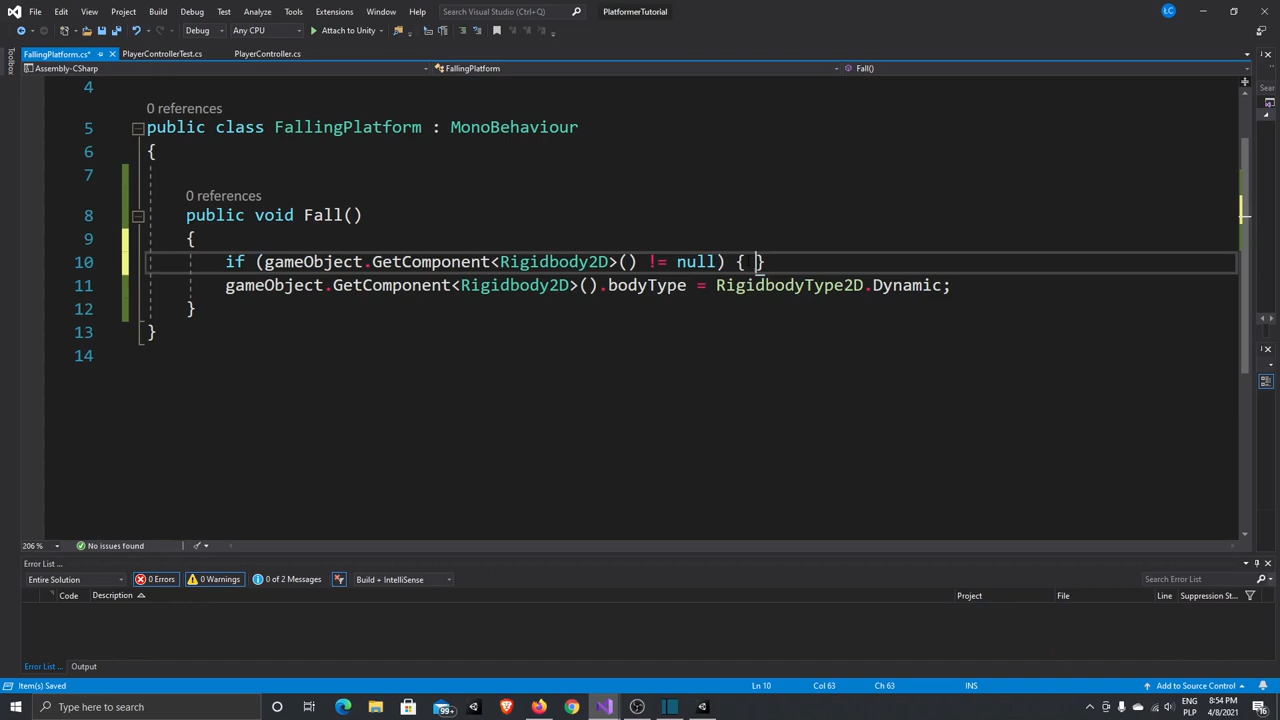 File Edit View Git Project Build Debug Test Analyze Tools Extensions Window Help Search Visual Studio (Ctrl+Q) PlatformerTutorial ŁC
Debug Any CPU Attach to Unity
FallingPlatform.cs* PlayerControllerTest.cs PlayerController.cs
Assembly-CSharp FallingPlatform Fall()
Toolbox
Sear
4
0 references
5 public class FallingPlatform : MonoBehaviour
6 {
7
0 references
8 public void Fall()
9 {
10 if (gameObject.GetComponent<Rigidbody2D>() != null) { }
11 gameObject.GetComponent<Rigidbody2D>().bodyType = RigidbodyType2D.Dynamic;
12 }
13 }
14
206 % No issues found
Error List ...
Entire Solution 0 Errors 0 Warnings 0 of 2 Messages Build + IntelliSense Search Error List
Code Description Project File Line Suppression St...
Error List ... Output
Item(s) Saved Ln 10 Col 63 Ch 63 INS Add to Source Control
Type here to search 99+ ENG PLP 8:54 PM 4/8/2021 16